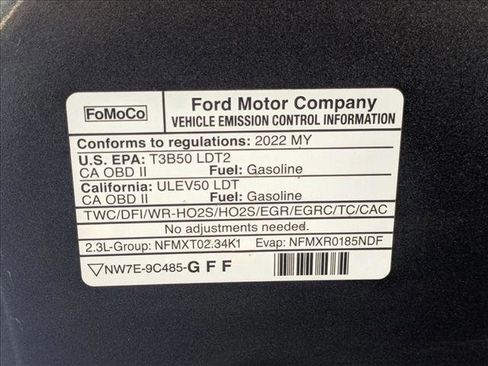 FoMoCo
Ford Motor Company
VEHICLE EMISSION CONTROL INFORMATION
Conforms to regulations: 2022 MY
U.S. EPA: T3B50 LDT2
CA OBD II Fuel: Gasoline
California: ULEV50 LDT
CA OBD II Fuel: Gasoline
TWC/DFI/WR-HO2S/HO2S/EGR/EGRC/TC/CAC
No adjustments needed.
2.3L-Group: NFMXT02.34K1 Evap: NFMXR0185NDF
NW7E-9C485-GFF